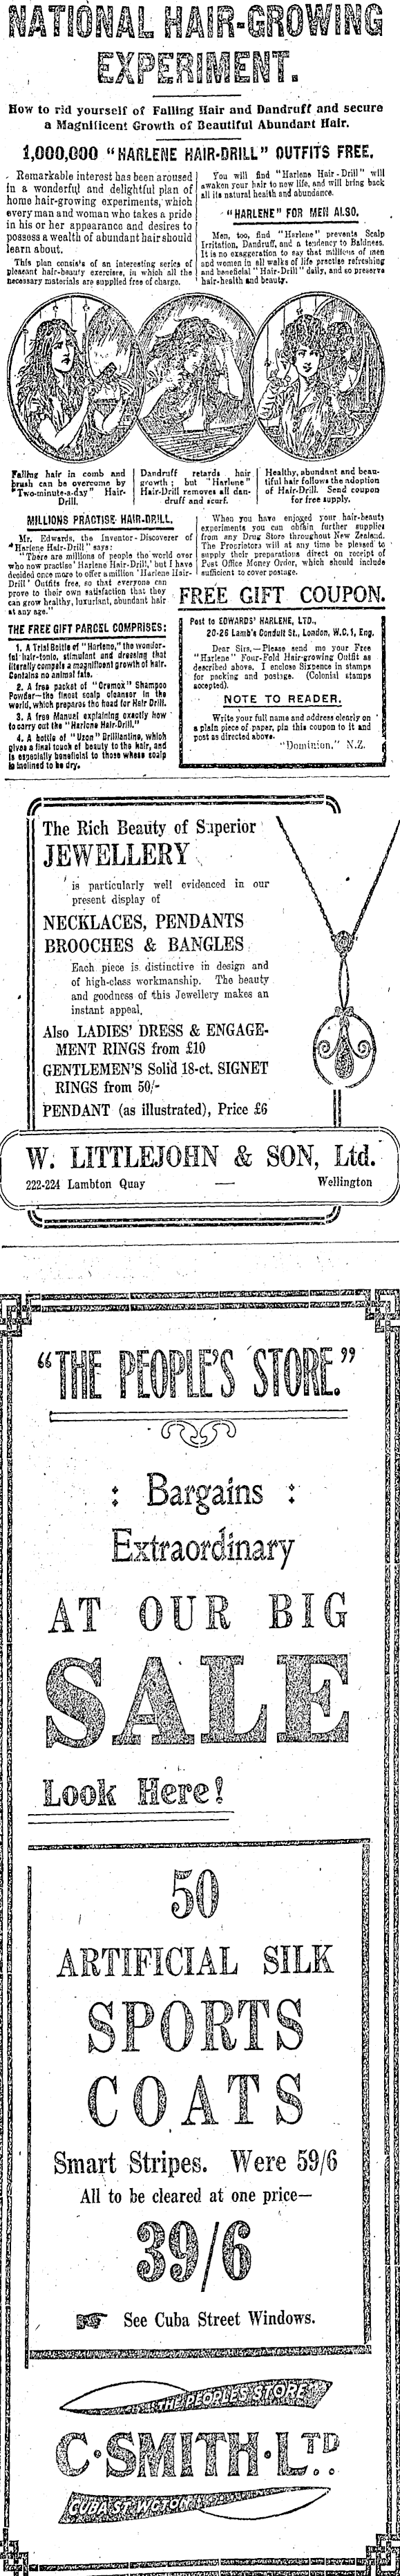 NATIONAL HAIR-GROWING
EXPERIMENT.
How to rid yourself of Falling Hair and Dandruff and secure
a Magnificent Growth of Beautiful Abundant Hair.
1,000,000 "HARLENE HAIR-DRILL" OUTFITS FREE.
Remarkable interest has been aroused
in a wonderful and delightful plan of
home hair-growing experiments, which
every man and woman who takes a pride
in his or her appearance and desires to
possess a wealth of abundant hair should
learn about.
This plan consists of an interesting series of
pleasant hair-beauty exercises, in which all the
necessary materials are supplied free of charge.
You will find "Harlene Hair-Drill" will
awaken your hair to new life, and will bring back
all its natural health and abundance.
"HARLENE" FOR MEN ALSO.
Men, too, find "Harlene" prevents Scalp
Irritation, Dandruff, and a tendency to Baldness.
It is no exaggeration to say that millions of men
and women in all walks of life practise refreshing
and beneficial "Hair-Drill" daily, and so preserve
hair-health and beauty.
Falling hair in comb and
brush can be overcome by
"Two-minute-a-day" Hair-
Drill.
Dandruff retards hair
growth; but "Harlene"
Hair-Drill removes all dan-
druff and scurf.
Healthy, abundant and beau-
tiful hair follows the adoption
of Hair-Drill. Send coupon
for free supply.
MILLIONS PRACTISE HAIR-DRILL.
Mr. Edwards, the Inventor-Discoverer of
"Harlene Hair-Drill" says:
"There are millions of people the world over
who now practise 'Harlene Hair-Drill,' but I have
decided once more to offer a million 'Harlene Hair-
Drill' Outfits free, so that everyone can
prove to their own satisfaction that they
can grow healthy, luxuriant, abundant hair
at any age."
THE FREE GIFT PARCEL COMPRISES:
1. A Trial Bottle of "Harlene," the wonder-
ful hair-tonic, stimulant and dressing that
literally compels a magnificent growth of hair.
Contains no animal fats.
2. A free packet of "Cremex" Shampoo
Powder—the finest scalp cleanser in the
world, which prepares the head for Hair Drill.
3. A free Manual explaining exactly how
to carry out the "Harlene Hair-Drill."
4. A bottle of "Uzon" Brilliantine, which
gives a final touch of beauty to the hair, and
is especially beneficial to those whose scalp
is inclined to be dry.
When you have enjoyed your hair-beauty
experiments you can obtain further supplies
from any Drug Store throughout New Zealand.
The Proprietors will at any time be pleased to
supply their preparations direct on receipt of
Post Office Money Order, which should include
sufficient to cover postage.
FREE GIFT COUPON.
Post to EDWARDS' HARLENE, LTD.,
20-26 Lamb's Conduit St., London, W.C.1, Eng.
Dear Sirs,—Please send me your Free
"Harlene" Four-Fold Hair-growing Outfit as
described above. I enclose Sixpence in stamps
for packing and postage. (Colonial stamps
accepted).
NOTE TO READER.
Write your full name and address clearly on
a plain piece of paper, pin this coupon to it and
post as directed above.
"Dominion," N.Z.
The Rich Beauty of Superior
JEWELLERY
is particularly well evidenced in our
present display of
NECKLACES, PENDANTS
BROOCHES & BANGLES
Each piece is distinctive in design and
of high-class workmanship. The beauty
and goodness of this Jewellery makes an
instant appeal.
Also LADIES' DRESS & ENGAGE-
MENT RINGS from £10
GENTLEMEN'S Solid 18-ct. SIGNET
RINGS from 50/-
PENDANT (as illustrated), Price £6
W. LITTLEJOHN & SON, Ltd.
222-224 Lambton Quay — Wellington
"THE PEOPLE'S STORE."
: Bargains :
Extraordinary
AT OUR BIG
SALE
Look Here!
50
ARTIFICIAL SILK
SPORTS
COATS
Smart Stripes. Were 59/6
All to be cleared at one price—
39/6
See Cuba Street Windows.
"THE PEOPLE'S STORE"
C. SMITH. LTD.
CUBA ST. WGTON.